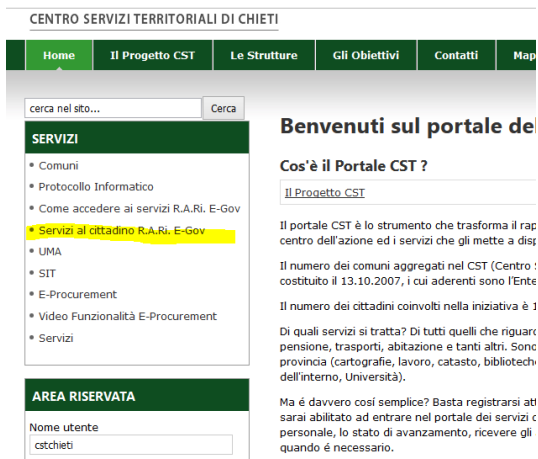 CENTRO SERVIZI TERRITORIALI DI CHIETI
Home Il Progetto CST Le Strutture Gli Obiettivi Contatti Map
cerca nel sito... Cerca
SERVIZI
• Comuni
• Protocollo Informatico
• Come accedere ai servizi R.A.Ri. E-Gov
• Servizi al cittadino R.A.Ri. E-Gov
• UMA
• SIT
• E-Procurement
• Video Funzionalità E-Procurement
• Servizi
AREA RISERVATA
Nome utente
cstchieti
Benvenuti sul portale del
Cos'è il Portale CST ?
Il Progetto CST
Il portale CST è lo strumento che trasforma il rap
centro dell'azione ed i servizi che gli mette a disp
Il numero dei comuni aggregati nel CST (Centro
costituito il 13.10.2007, i cui aderenti sono l'Ente
Il numero dei cittadini coinvolti nella iniziativa è 1
Di quali servizi si tratta? Di tutti quelli che riguard
pensione, trasporti, abitazione e tanti altri. Sono
provincia (cartografie, lavoro, catasto, biblioteche
dell'interno, Università).
Ma é davvero cosí semplice? Basta registrarsi att
sarai abilitato ad entrare nel portale dei servizi
personale, lo stato di avanzamento, ricevere gli
quando é necessario.